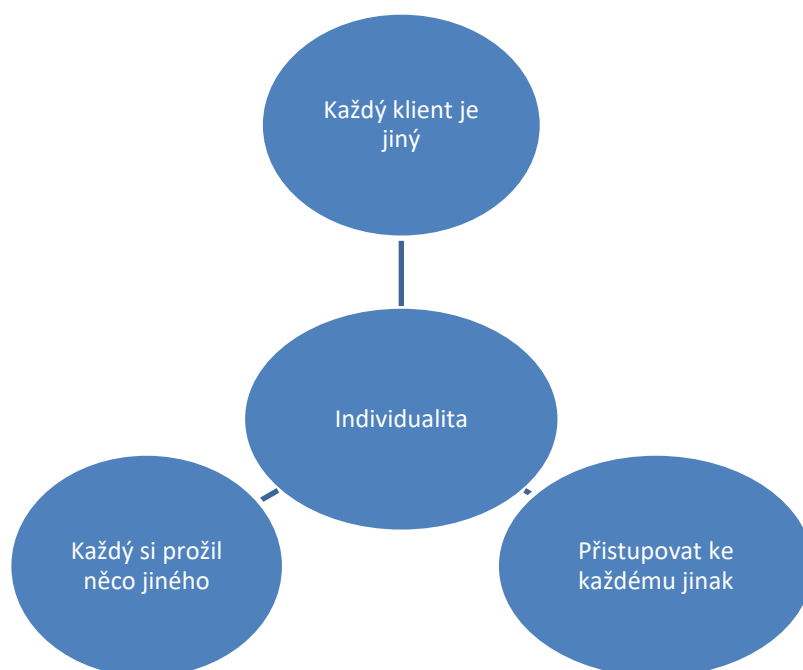 Každý klient je
jiný
Individualita
Každý si prožil
něco jiného
Přistupovat ke
každému jinak